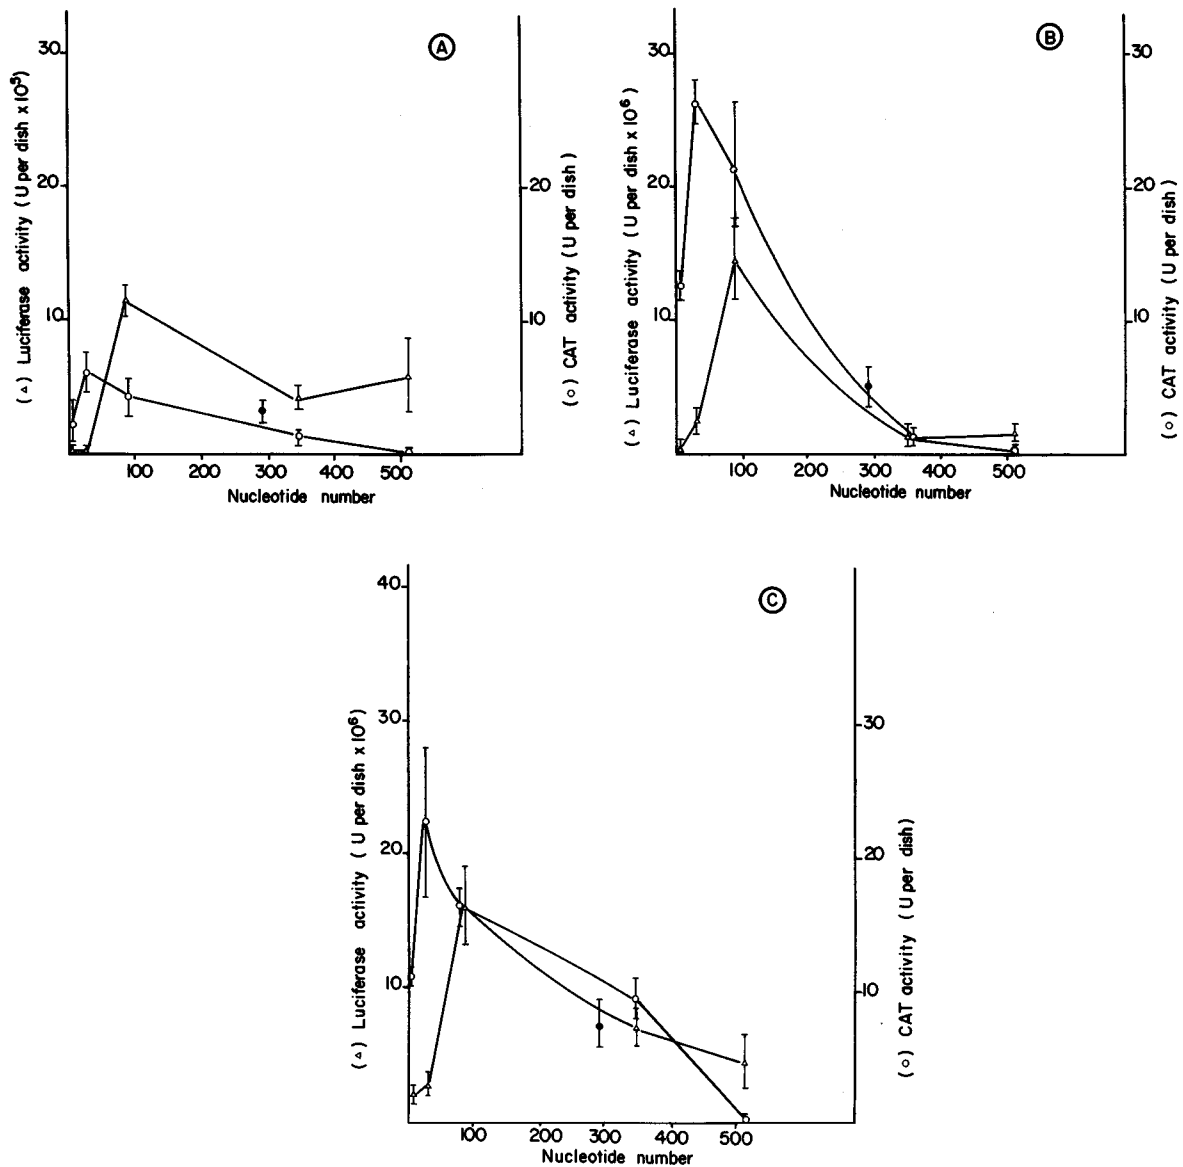 A
30
20
10
20
10
(△) Luciferase activity (U per dish x 10⁵)
(○) CAT activity (U per dish)
100 200 300 400 500
Nucleotide number
B
30
20
10
30
20
10
(△) Luciferase activity (U per dish x 10⁶)
(○) CAT activity (U per dish)
100 200 300 400 500
Nucleotide number
C
40
30
20
10
30
20
10
(△) Luciferase activity (U per dish x 10⁶)
(○) CAT activity (U per dish)
100 200 300 400 500
Nucleotide number